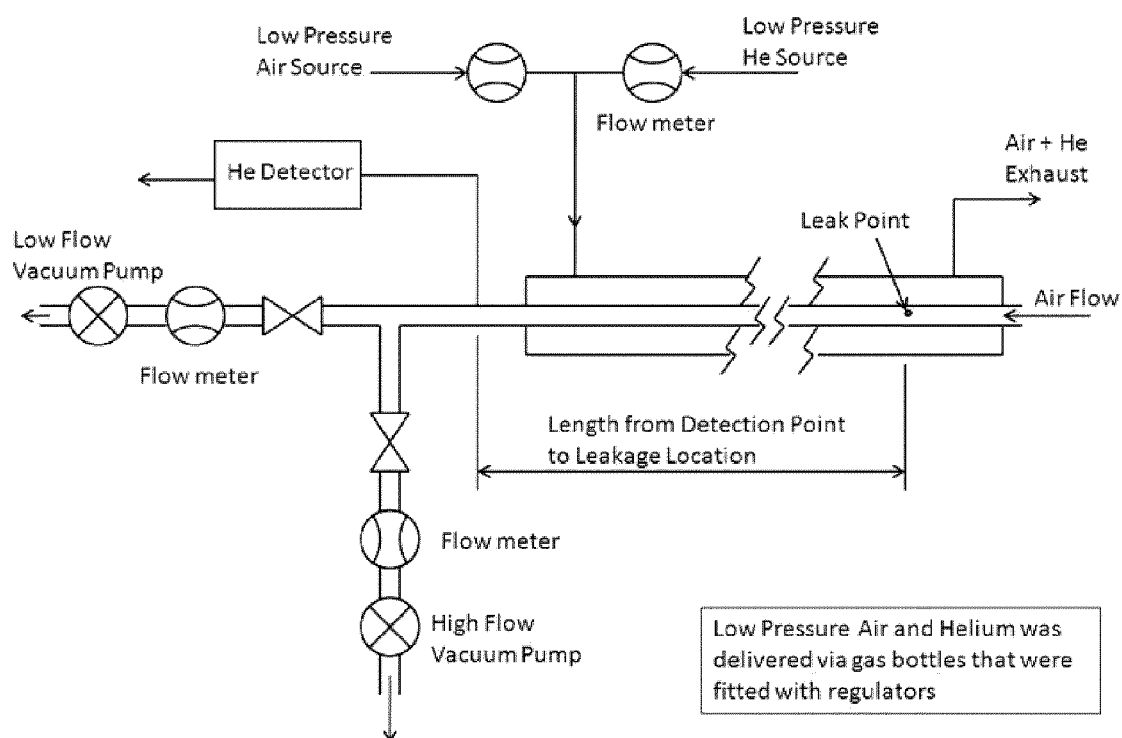 Low Pressure
Air Source
Low Pressure
He Source
Flow meter
He Detector
Air + He
Exhaust
Leak Point
Low Flow
Vacuum Pump
Air Flow
Flow meter
Length from Detection Point
to Leakage Location
Flow meter
High Flow
Vacuum Pump
Low Pressure Air and Helium was
delivered via gas bottles that were
fitted with regulators